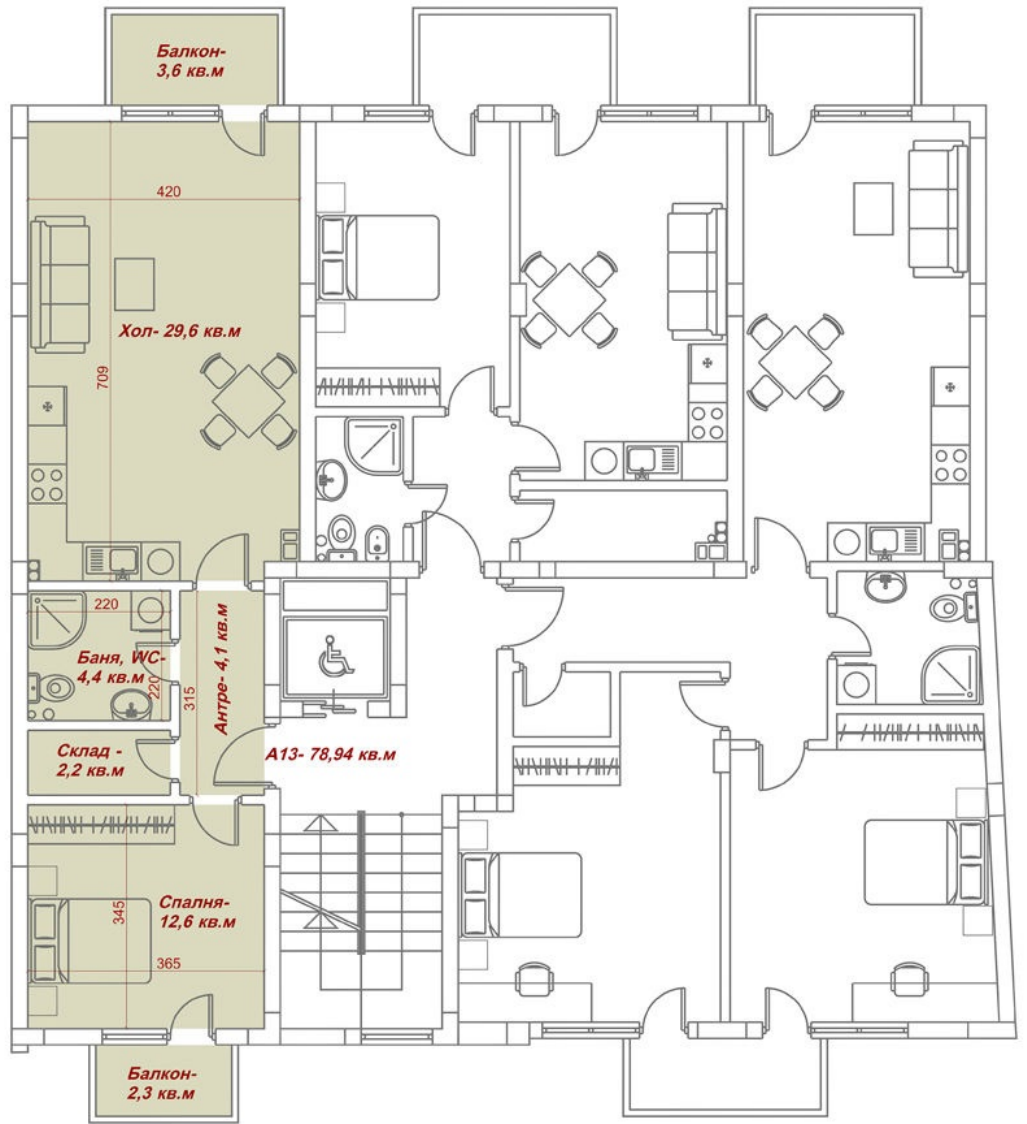 Балкон-
3,6 кв.м
420
Хол- 29,6 кв.м
709
220
Баня, WC-
4,4 кв.м
220
315
Антре- 4,1 кв.м
Склад -
2,2 кв.м
А13- 78,94 кв.м
Спалня-
12,6 кв.м
345
365
Балкон-
2,3 кв.м